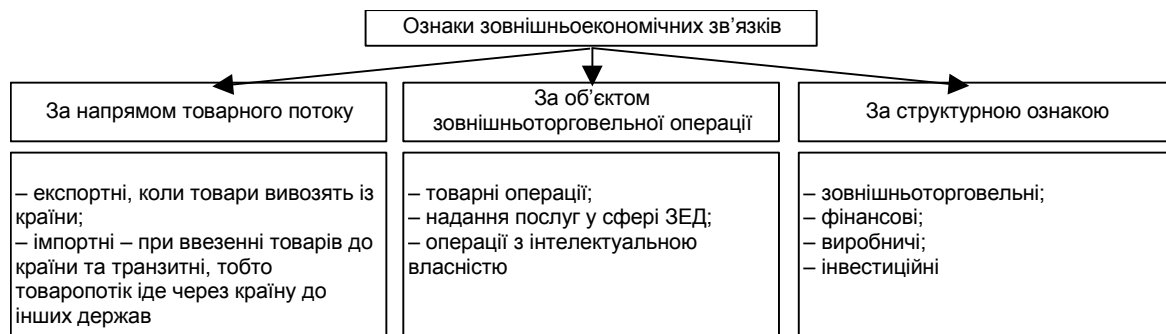 Ознаки зовнішньоекономічних зв’язків
За напрямом товарного потоку
За об’єктом
зовнішньоторговельної операції
За структурною ознакою
– експортні, коли товари вивозять із
країни;
– імпортні – при ввезенні товарів до
країни та транзитні, тобто
товаропотік іде через країну до
інших держав
– товарні операції;
– надання послуг у сфері ЗЕД;
– операції з інтелектуальною
власністю
– зовнішньоторговельні;
– фінансові;
– виробничі;
– інвестиційні